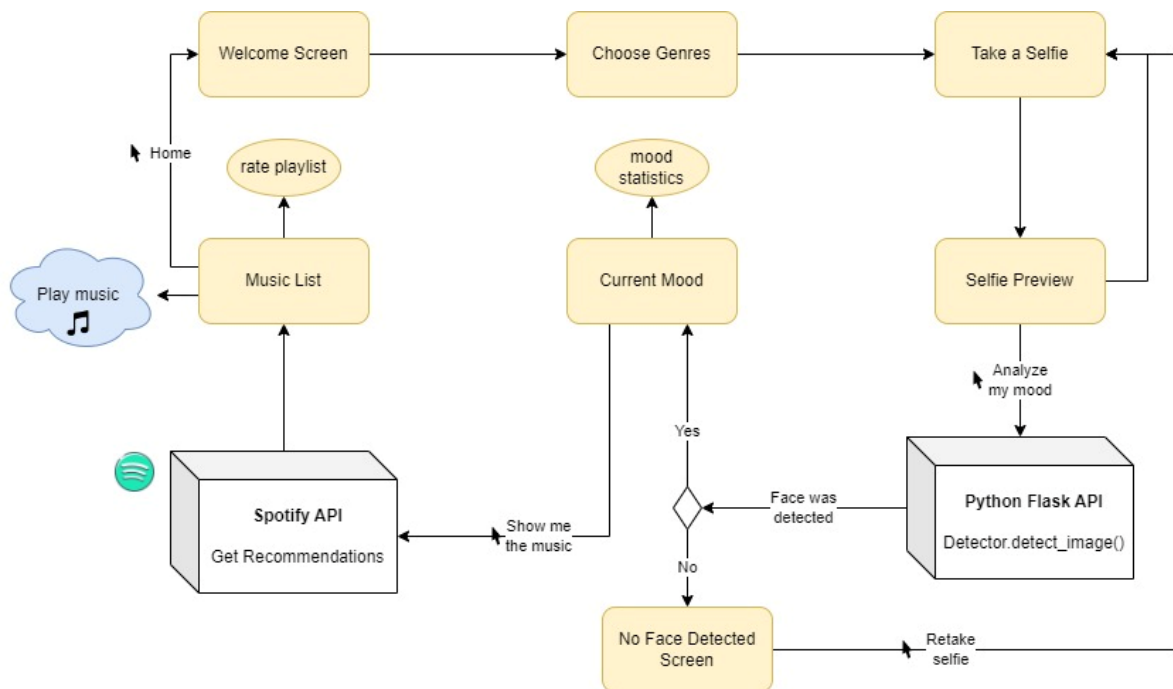 Welcome Screen
Choose Genres
Take a Selfie
Home
rate playlist
mood
statistics
Play music
Music List
Current Mood
Selfie Preview
Analyze
my mood
Yes
Spotify API
Get Recommendations
Show me
the music
Face was
detected
Python Flask API
Detector.detect_image()
No
No Face Detected
Screen
Retake
selfie